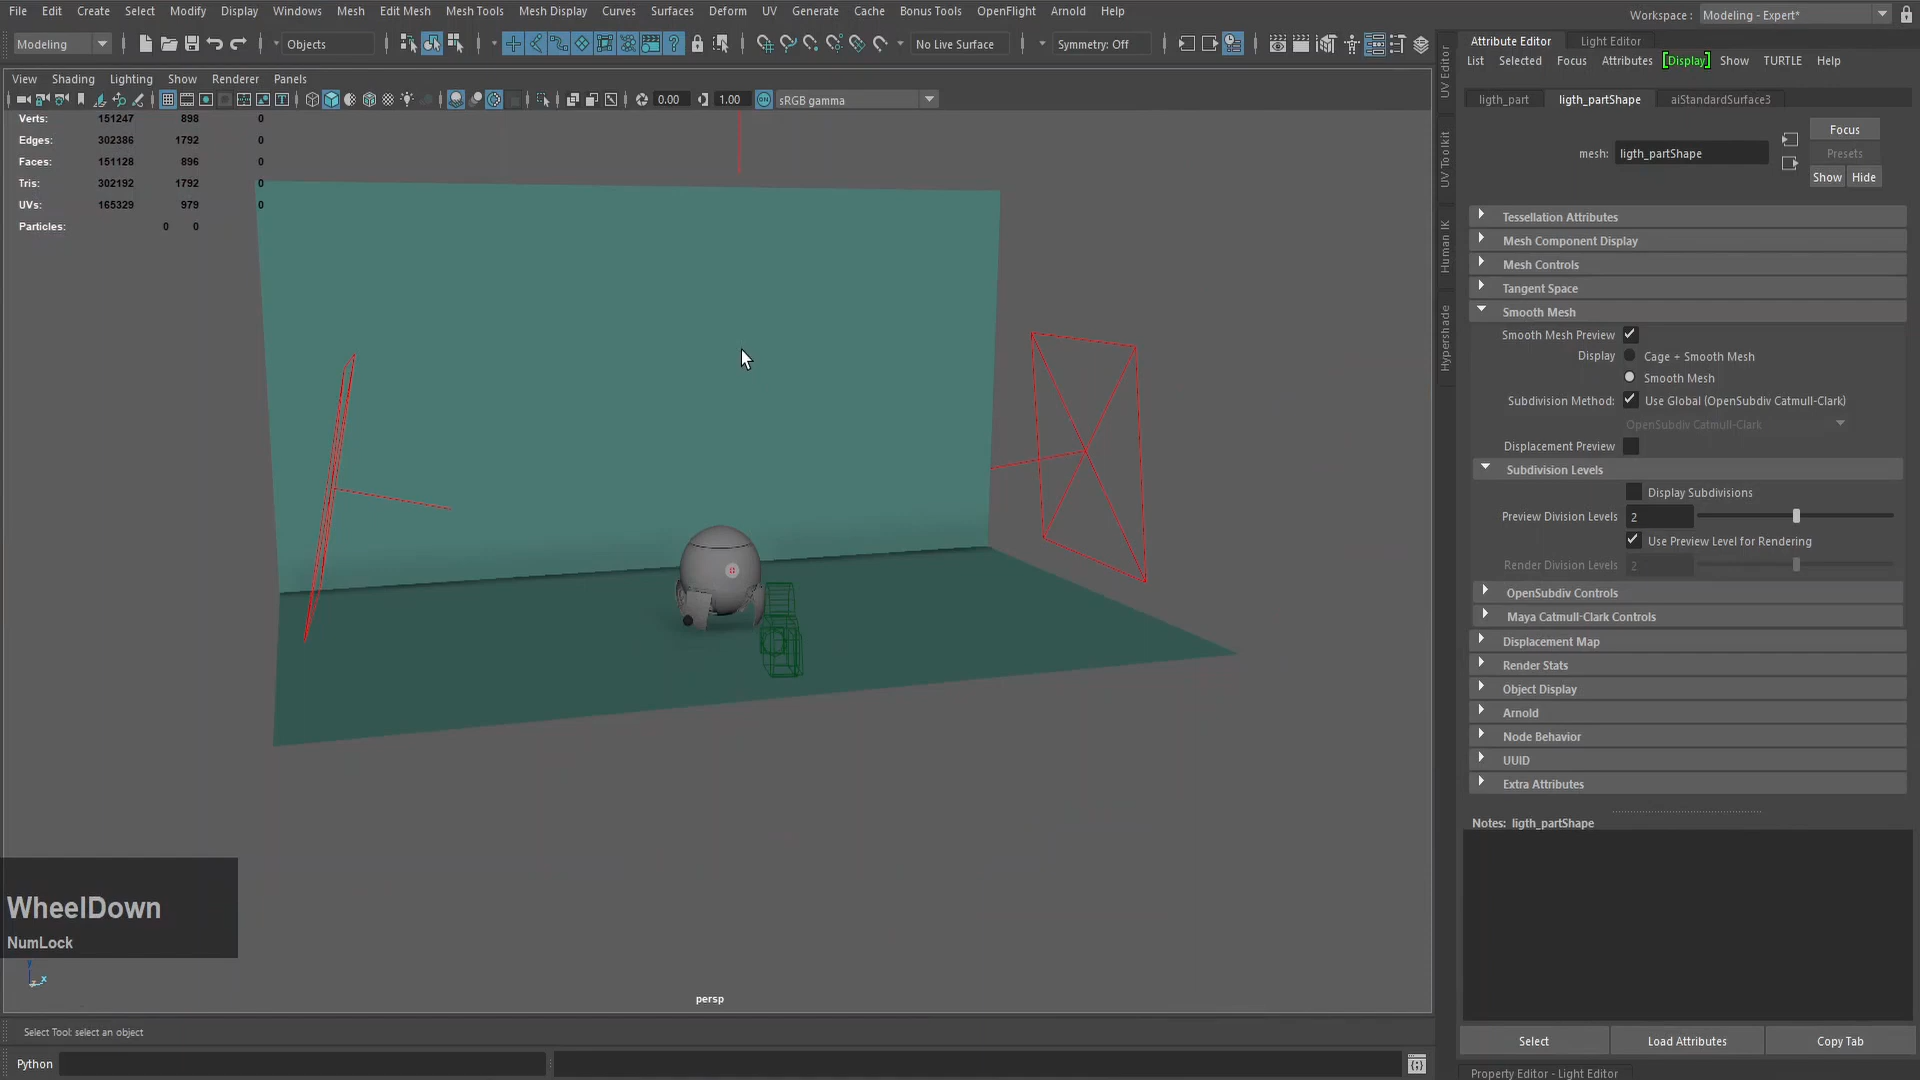 File Edit Create Select Modify Display Windows Mesh Edit Mesh Mesh Tools Mesh Display Curves Surfaces Deform UV Generate Cache Bonus Tools OpenFlight Arnold Help
Workspace : Modeling - Expert*
Modeling Objects No Live Surface Symmetry: Off
Attribute Editor Light Editor
List Selected Focus Attributes Display Show TURTLE Help
View Shading Lighting Show Renderer Panels
0.00 1.00 ON sRGB gamma
ligth_part ligth_partShape aiStandardSurface3
Verts: 151247 898 0
Edges: 302386 1792 0
Faces: 151128 896 0
Tris: 302192 1792 0
UVs: 165329 979 0
Particles: 0 0
UV Editor
UV Toolkit
Human IK
Hypershade
mesh: ligth_partShape
Focus
Presets
Show Hide
Tessellation Attributes
Mesh Component Display
Mesh Controls
Tangent Space
Smooth Mesh
Smooth Mesh Preview
Display Cage + Smooth Mesh
Smooth Mesh
Subdivision Method: Use Global (OpenSubdiv Catmull-Clark)
OpenSubdiv Catmull-Clark
Displacement Preview
Subdivision Levels
Display Subdivisions
Preview Division Levels 2
Use Preview Level for Rendering
Render Division Levels 2
OpenSubdiv Controls
Maya Catmull-Clark Controls
Displacement Map
Render Stats
Object Display
Arnold
Node Behavior
UUID
Extra Attributes
Notes: ligth_partShape
WheelDown
NumLock
y
x
persp
Select Tool: select an object
Select Load Attributes Copy Tab
Python
Property Editor - Light Editor